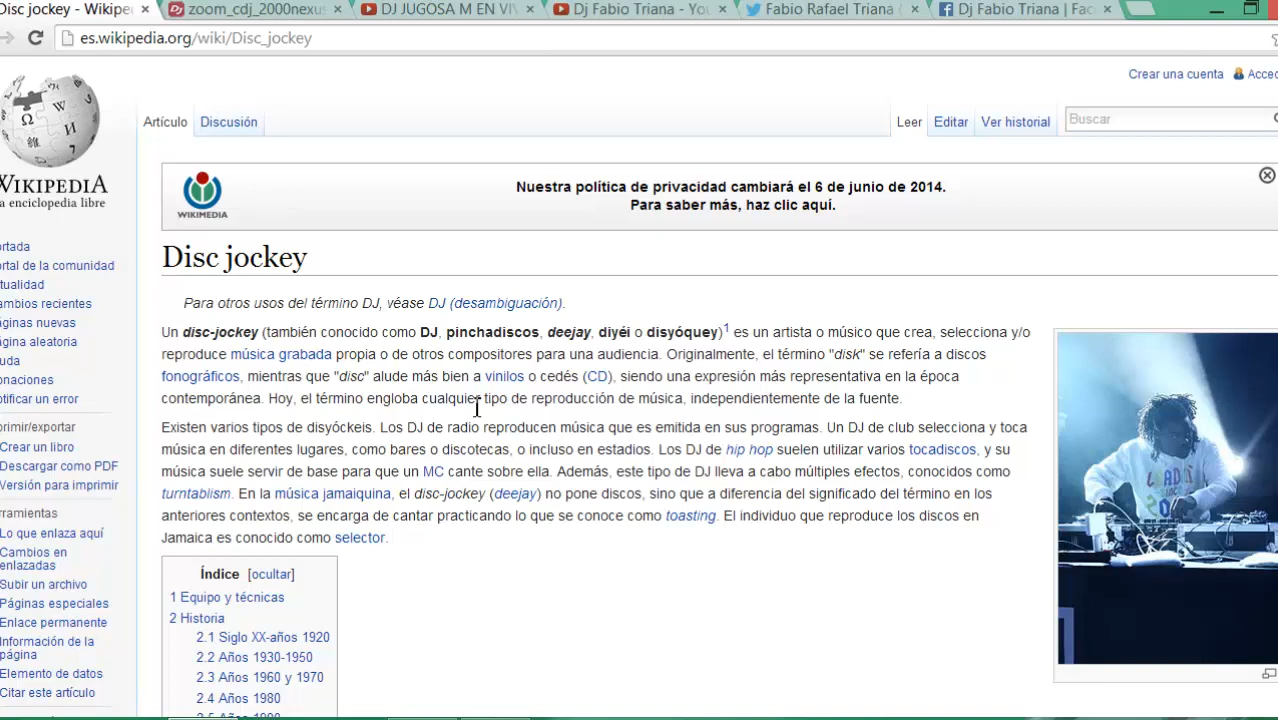 Disc jockey - Wikipe
zoom_cdj_2000nexus
DJ JUGOSA M EN VIV
Dj Fabio Triana - You
Fabio Rafael Triana (
Dj Fabio Triana | Fac
es.wikipedia.org/wiki/Disc_jockey
Crear una cuenta
Acced
Artículo
Discusión
Leer
Editar
Ver historial
Buscar
WIKIPEDIA
a enciclopedia libre
WIKIMEDIA
Nuestra política de privacidad cambiará el 6 de junio de 2014.
Para saber más, haz clic aquí.
Disc jockey
Para otros usos del término DJ, véase DJ (desambiguación).
Un disc-jockey (también conocido como DJ, pinchadiscos, deejay, diyéi o disyóquey)1 es un artista o músico que crea, selecciona y/o
reproduce música grabada propia o de otros compositores para una audiencia. Originalmente, el término "disk" se refería a discos
fonográficos, mientras que "disc" alude más bien a vinilos o cedés (CD), siendo una expresión más representativa en la época
contemporánea. Hoy, el término engloba cualquier tipo de reproducción de música, independientemente de la fuente.
Existen varios tipos de disyóckeis. Los DJ de radio reproducen música que es emitida en sus programas. Un DJ de club selecciona y toca
música en diferentes lugares, como bares o discotecas, o incluso en estadios. Los DJ de hip hop suelen utilizar varios tocadiscos, y su
música suele servir de base para que un MC cante sobre ella. Además, este tipo de DJ lleva a cabo múltiples efectos, conocidos como
turntablism. En la música jamaiquina, el disc-jockey (deejay) no pone discos, sino que a diferencia del significado del término en los
anteriores contextos, se encarga de cantar practicando lo que se conoce como toasting. El individuo que reproduce los discos en
Jamaica es conocido como selector.
Índice [ocultar]
1 Equipo y técnicas
2 Historia
2.1 Siglo XX-años 1920
2.2 Años 1930-1950
2.3 Años 1960 y 1970
2.4 Años 1980
ortada
ortal de la comunidad
tualidad
ambios recientes
áginas nuevas
ágina aleatoria
uda
onaciones
otificar un error
primir/exportar
Crear un libro
Descargar como PDF
Versión para imprimir
rramientas
Lo que enlaza aquí
Cambios en
enlazadas
Subir un archivo
Páginas especiales
Enlace permanente
Información de la
página
Elemento de datos
Citar este artículo